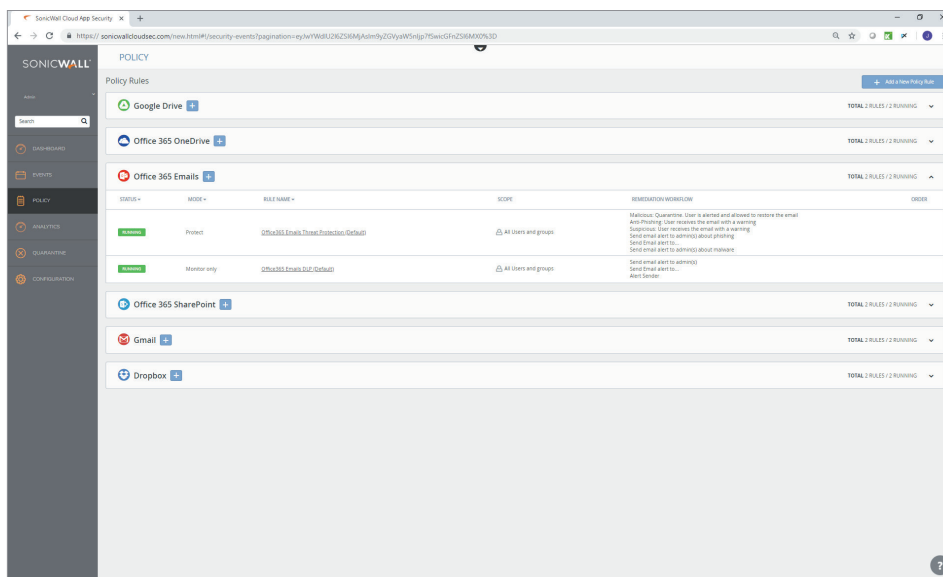 SonicWall Cloud App Security
https://sonicwallcloudsec.com/new.html#!/security-events?pagination=
SONICWALL
POLICY
Policy Rules
+ Add a New Policy Rule
Admin
Search
DASHBOARD
EVENTS
POLICY
ANALYTICS
QUARANTINE
CONFIGURATION
Google Drive +
TOTAL 2 RULES / 2 RUNNING
Office 365 OneDrive +
TOTAL 2 RULES / 2 RUNNING
Office 365 Emails +
TOTAL 2 RULES / 2 RUNNING
STATUS MODE RULE NAME SCOPE REMEDIATION WORKFLOW ORDER
RUNNING Protect Office365 Emails Threat Protection (Default) All Users and groups
Malicious: Quarantine. User is alerted and allowed to restore the email
Anti-Phishing: User receives the email with a warning
Suspicious: User receives the email with a warning
Send email alert to admin(s) about phishing
Send Email alert to...
Send email alert to admin(s) about malware
RUNNING Monitor only Office365 Emails DLP (Default) All Users and groups
Send email alert to admin(s)
Send Email alert to...
Alert Sender
Office 365 SharePoint +
TOTAL 2 RULES / 2 RUNNING
Gmail +
TOTAL 2 RULES / 2 RUNNING
Dropbox +
TOTAL 2 RULES / 2 RUNNING
?